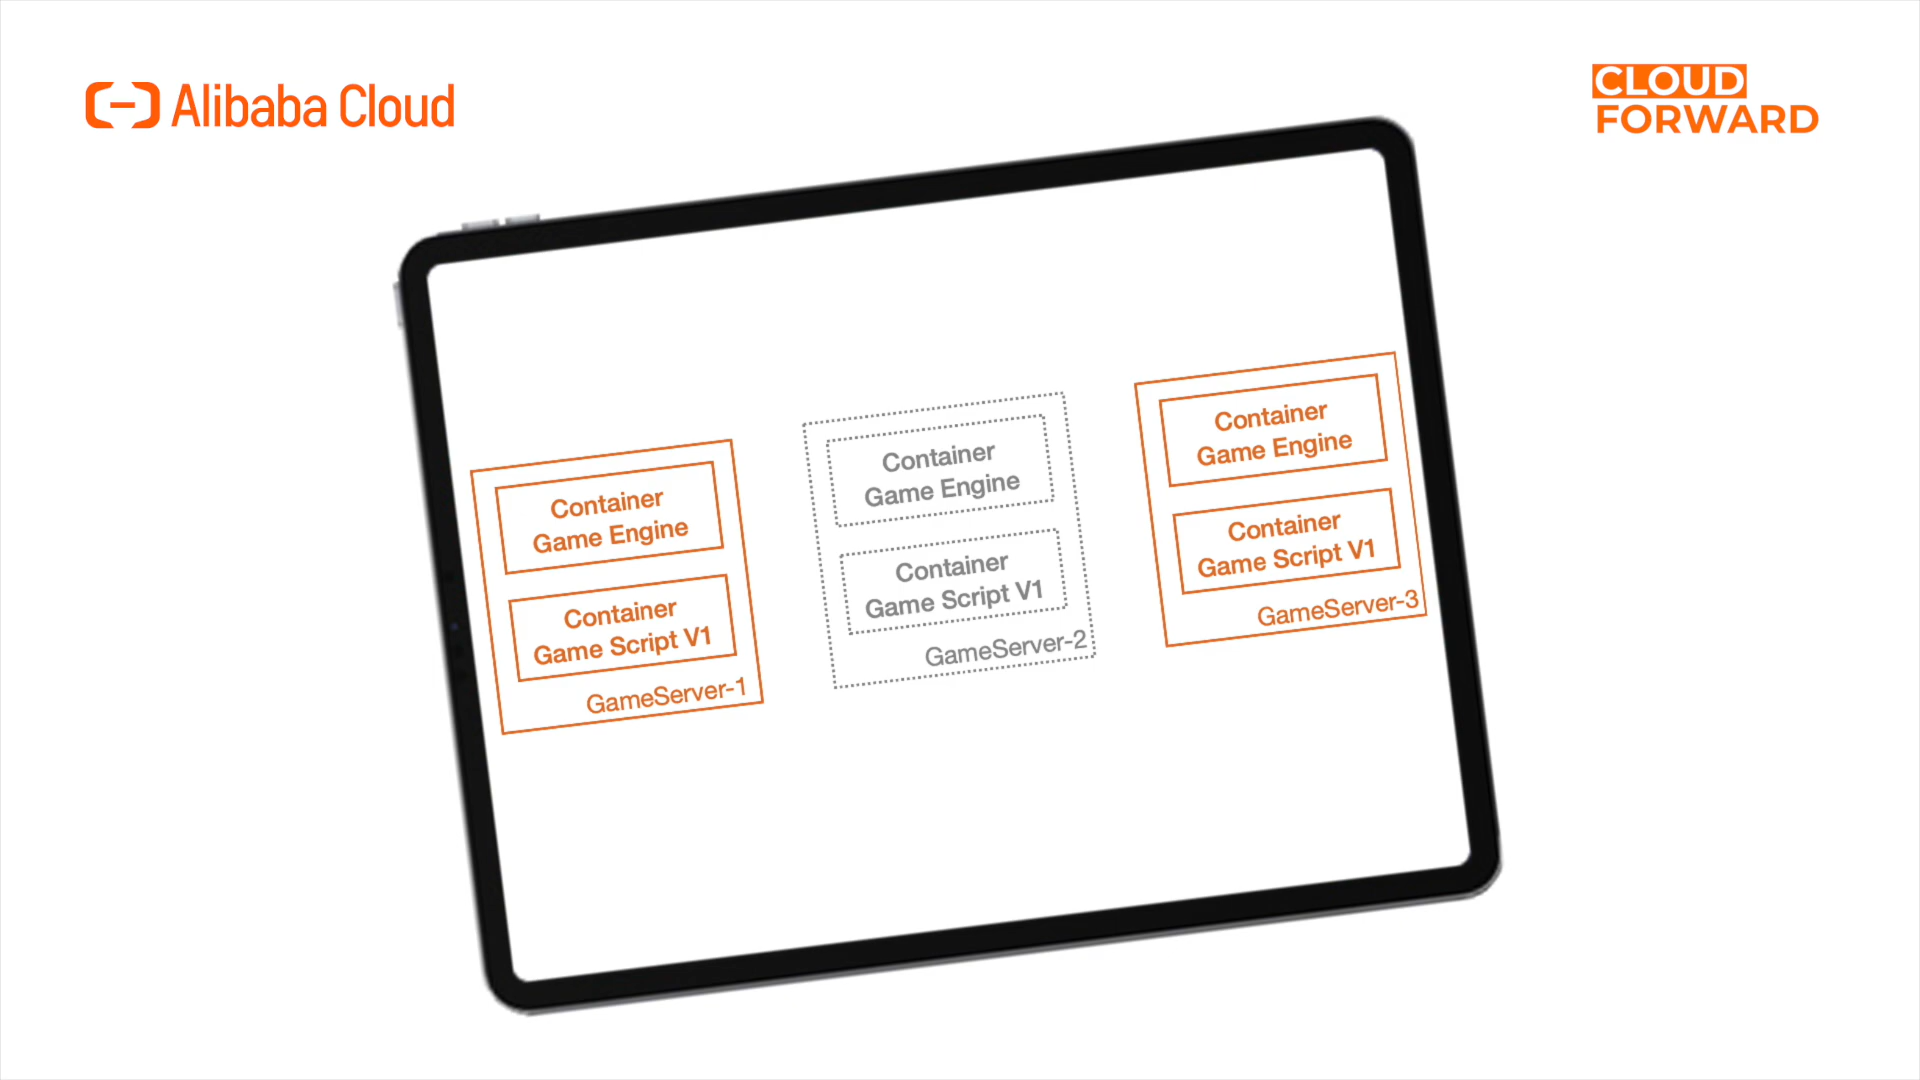 Alibaba Cloud
CLOUD
FORWARD
Container
Game Engine
Container
Game Script V1
GameServer-1
Container
Game Engine
Container
Game Script V1
GameServer-2
Container
Game Engine
Container
Game Script V1
GameServer-3